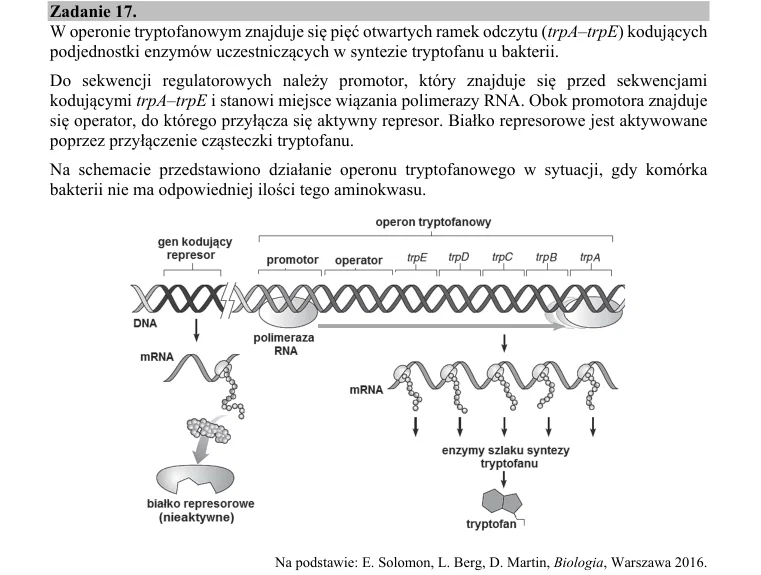 Zadanie 17.
W operonie tryptofanowym znajduje się pięć otwartych ramek odczytu (trpA–trpE) kodujących
podjednostki enzymów uczestniczących w syntezie tryptofanu u bakterii.
Do sekwencji regulatorowych należy promotor, który znajduje się przed sekwencjami
kodującymi trpA–trpE i stanowi miejsce wiązania polimerazy RNA. Obok promotora znajduje
się operator, do którego przyłącza się aktywny represor. Białko represorowe jest aktywowane
poprzez przyłączenie cząsteczki tryptofanu.
Na schemacie przedstawiono działanie operonu tryptofanowego w sytuacji, gdy komórka
bakterii nie ma odpowiedniej ilości tego aminokwasu.
operon tryptofanowy
gen kodujący
represor
promotor operator trpE trpD trpC trpB trpA
DNA
polimeraza
RNA
mRNA
mRNA
enzymy szlaku syntezy
tryptofanu
białko represorowe
(nieaktywne)
tryptofan
Na podstawie: E. Solomon, L. Berg, D. Martin, Biologia, Warszawa 2016.